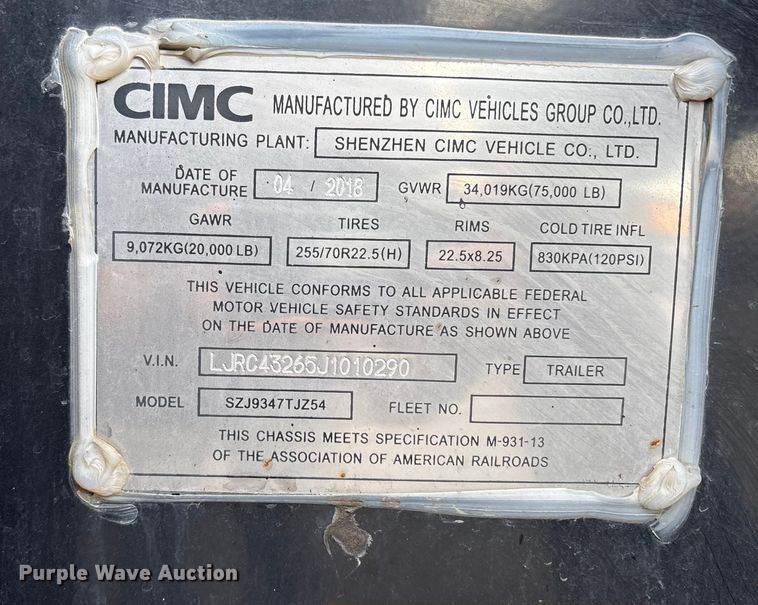 CIMC MANUFACTURED BY CIMC VEHICLES GROUP CO.,LTD.
MANUFACTURING PLANT: SHENZHEN CIMC VEHICLE CO., LTD.
DATE OF MANUFACTURE 04 / 2018 GVWR 34,019KG(75,000 LB)
GAWR TIRES RIMS COLD TIRE INFL
9,072KG(20,000 LB) 255/70R22.5(H) 22.5x8.25 830KPA(120PSI)
THIS VEHICLE CONFORMS TO ALL APPLICABLE FEDERAL
MOTOR VEHICLE SAFETY STANDARDS IN EFFECT
ON THE DATE OF MANUFACTURE AS SHOWN ABOVE
V.I.N. LJRC43265J1010290 TYPE TRAILER
MODEL SZJ9347TJZ54 FLEET NO.
THIS CHASSIS MEETS SPECIFICATION M-931-13
OF THE ASSOCIATION OF AMERICAN RAILROADS
Purple Wave Auction